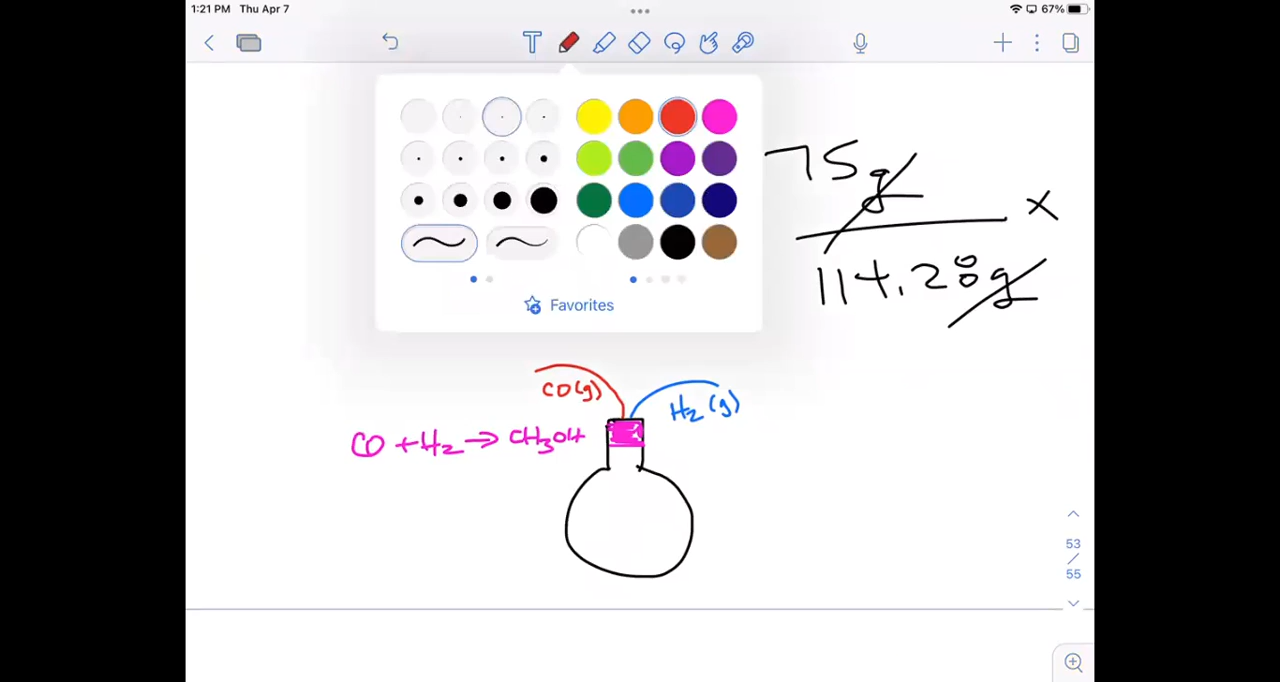 1:21 PM Thu Apr 7
67%
T
Favorites
75g
x
114.28g
CO(g)
H₂(g)
CO + H₂ → CH₃OH
53
55